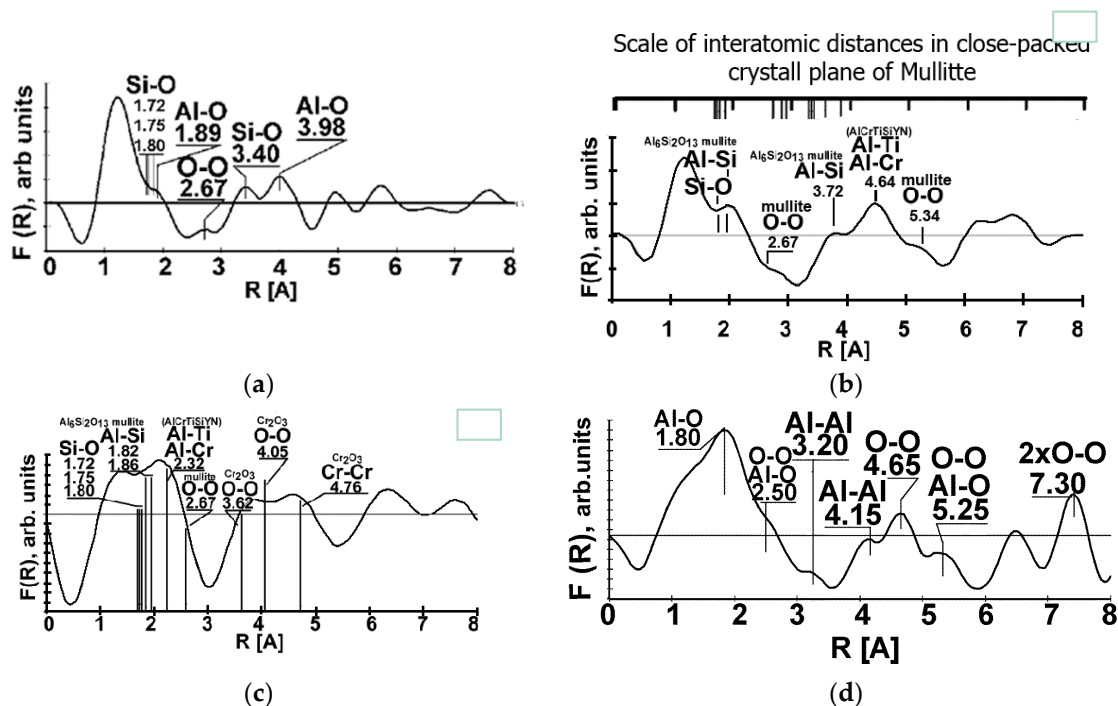 Si-O
1.72
1.75
1.80
Al-O
1.89
O-O
2.67
Si-O
3.40
Al-O
3.98
F (R), arb units
0 1 2 3 4 5 6 7 8
R [A]
(a)
Scale of interatomic distances in close-packed
crystall plane of Mullitte
Al6Si2O13 mullite
Al-Si
Si-O
mullite
O-O
2.67
Al6Si2O13 mullite
Al-Si
3.72
(AlCrTiSiYN)
Al-Ti
Al-Cr
4.64
mullite
O-O
5.34
F(R), arb. units
0 1 2 3 4 5 6 7 8
R [A]
(b)
Al6Si2O13 mullite
Al-Si
1.82
1.86
Si-O
1.72
1.75
1.80
(AlCrTiSiYN)
Al-Ti
Al-Cr
2.32
mullite
O-O
2.67
Cr2O3
O-O
3.62
Cr2O3
O-O
4.05
Cr2O3
Cr-Cr
4.76
F(R), arb. units
0 1 2 3 4 5 6 7 8
R [A]
(c)
Al-O
1.80
O-O
Al-O
2.50
Al-Al
3.20
Al-Al
4.15
O-O
4.65
O-O
Al-O
5.25
2xO-O
7.30
F (R), arb.units
0 1 2 3 4 5 6 7 8
R [A]
(d)